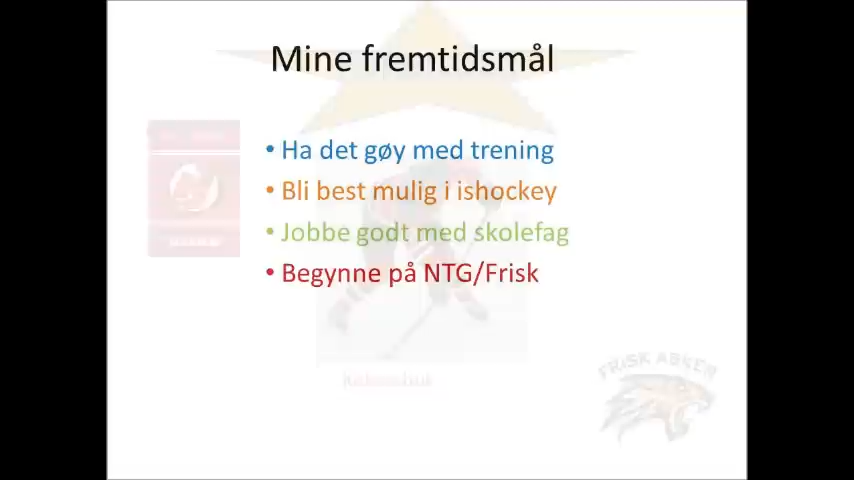 Mine fremtidsmål
• Ha det gøy med trening
• Bli best mulig i ishockey
• Jobbe godt med skolefag
• Begynne på NTG/Frisk
FRISK ASKER